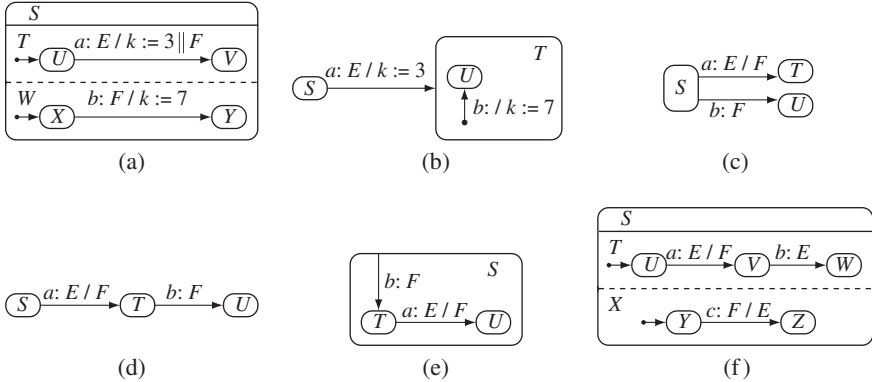 S
T
U
a: E / k := 3 || F
V
W
X
b: F / k := 7
Y
(a)
S
a: E / k := 3
T
U
b: / k := 7
(b)
S
a: E / F
T
b: F
U
(c)
S
a: E / F
T
b: F
U
(d)
S
b: F
T
a: E / F
U
(e)
S
T
U
a: E / F
V
b: E
W
X
Y
c: F / E
Z
(f)